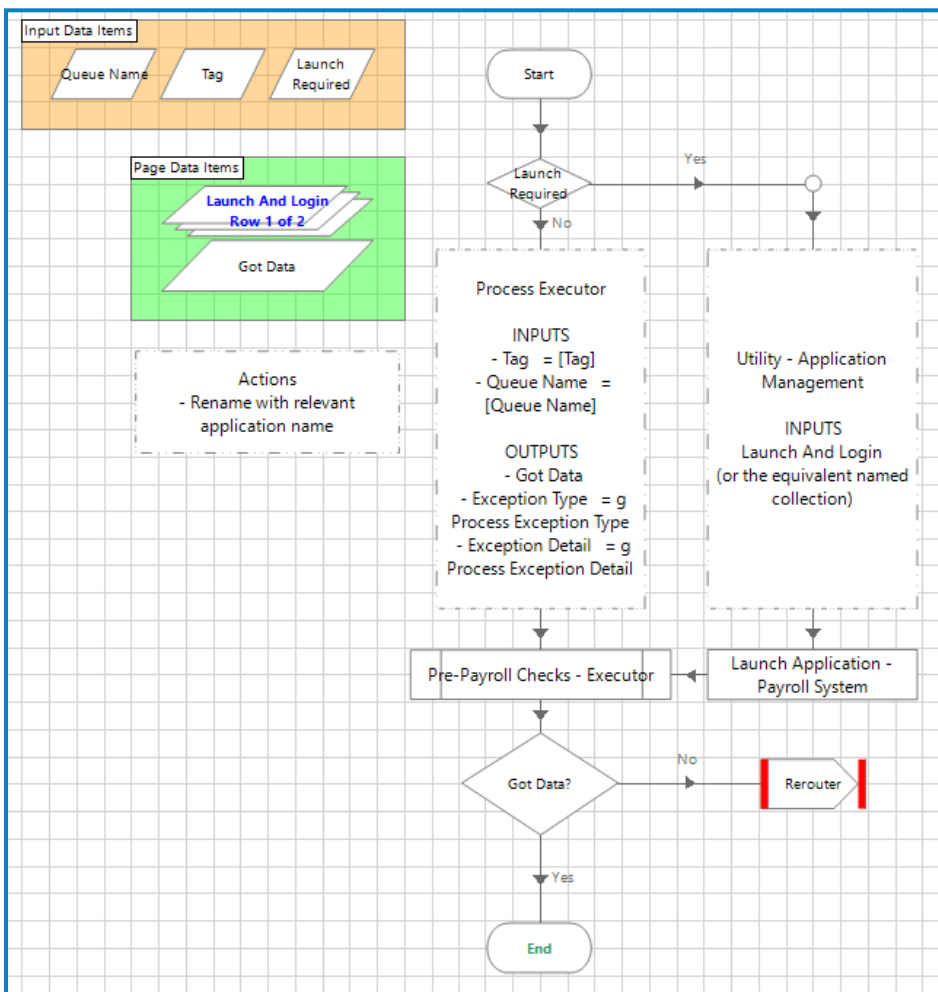 Input Data Items
Queue Name
Tag
Launch
Required
Start
Page Data Items
Launch And Login
Row 1 of 2
Got Data
Launch
Required
Yes
No
Actions
- Rename with relevant
application name
Process Executor
INPUTS
- Tag = [Tag]
- Queue Name =
[Queue Name]
OUTPUTS
- Got Data
- Exception Type = g
Process Exception Type
- Exception Detail = g
Process Exception Detail
Utility - Application
Management
INPUTS
Launch And Login
(or the equivalent named
collection)
Pre-Payroll Checks - Executor
Launch Application -
Payroll System
Got Data?
No
Rerouter
Yes
End